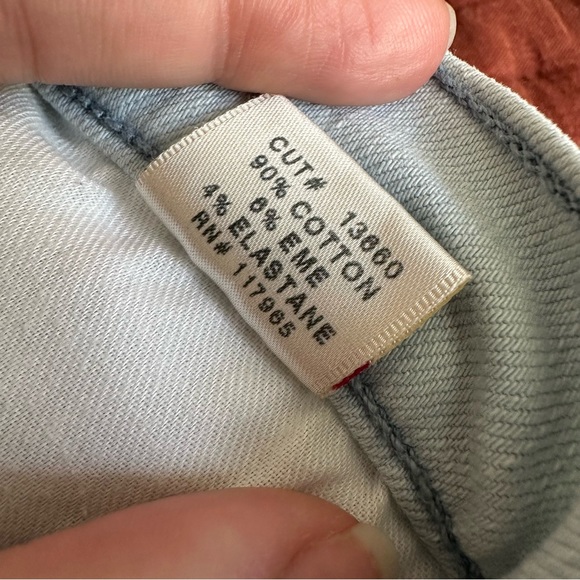 CUT# 13660
90% COTTON
6% EME
4% ELASTANE
RN# 117965